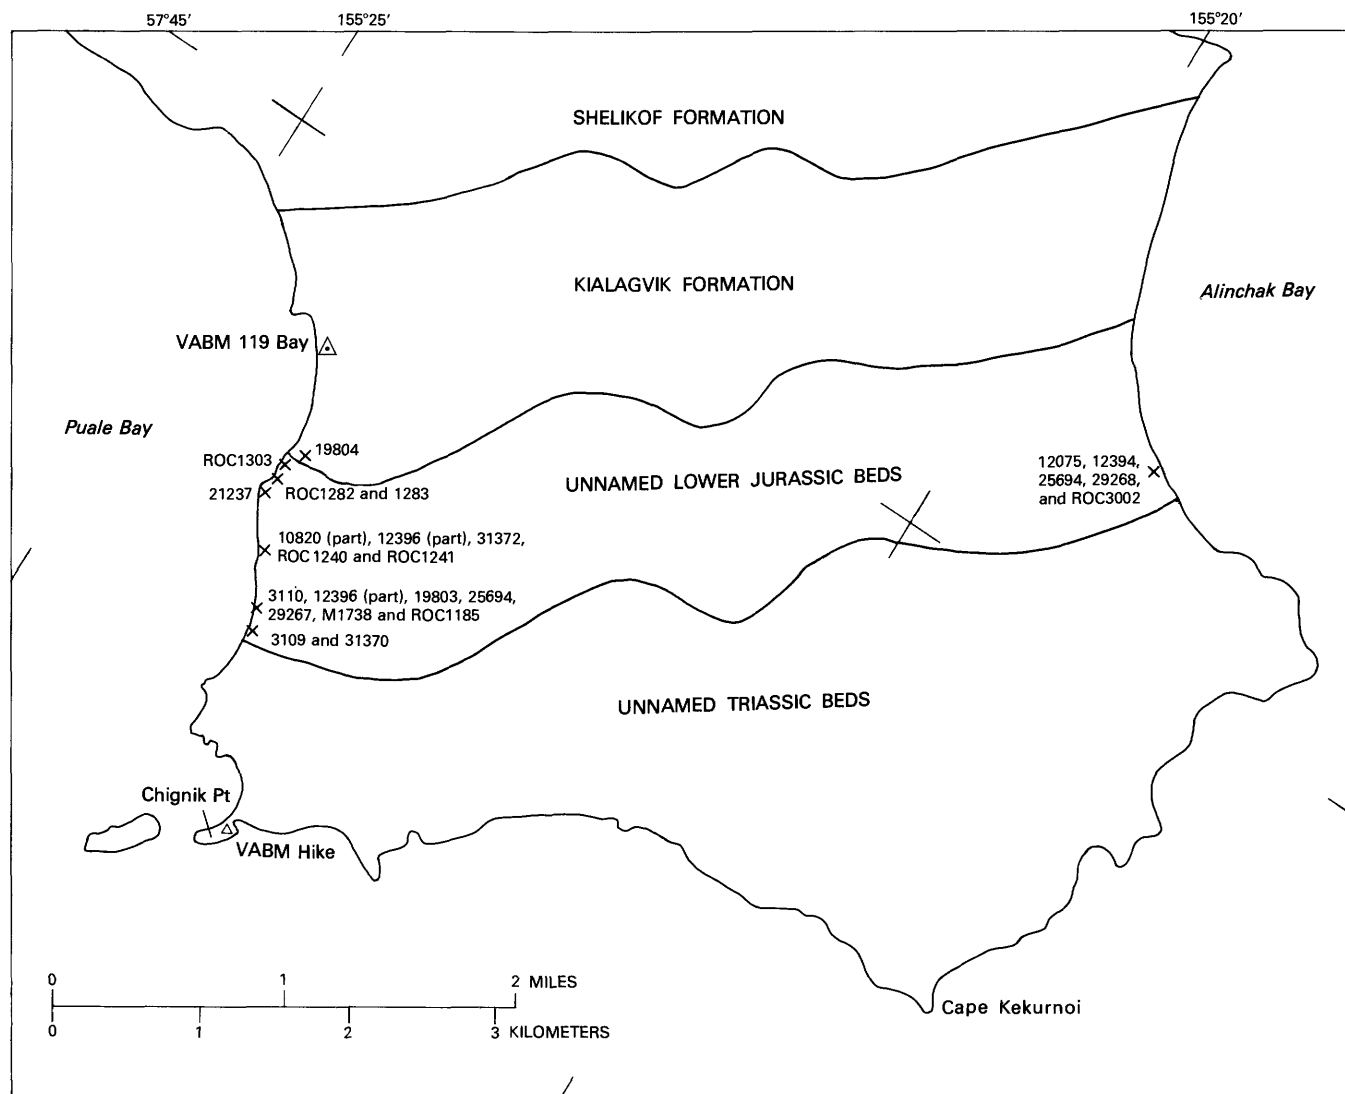 57°45′
155°25′
155°20′
SHELIKOF FORMATION
KIALAGVIK FORMATION
Alinchak Bay
VABM 119 Bay
Puale Bay
19804
ROC1303
ROC1282 and 1283
21237
UNNAMED LOWER JURASSIC BEDS
12075, 12394,
25694, 29268,
and ROC3002
10820 (part), 12396 (part), 31372,
ROC1240 and ROC1241
3110, 12396 (part), 19803, 25694,
29267, M1738 and ROC1185
3109 and 31370
UNNAMED TRIASSIC BEDS
Chignik Pt
VABM Hike
0 1 2 MILES
0 1 2 3 KILOMETERS
Cape Kekurnoi